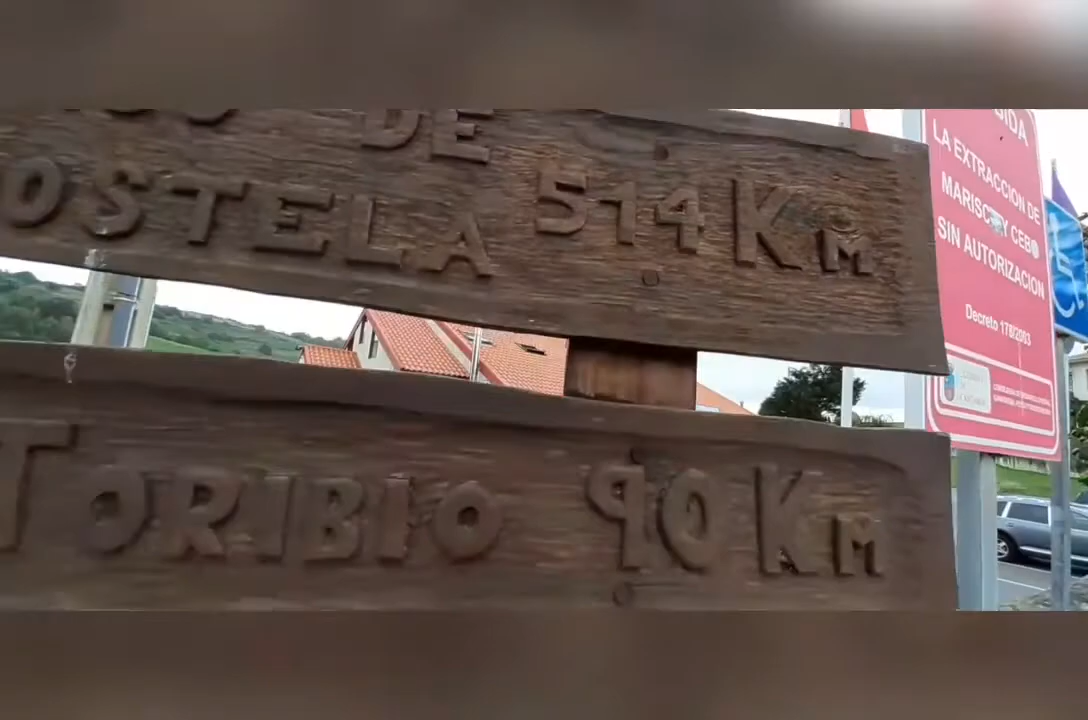 DE
OSTELA 514 Km
TORIBIO 90 Km
LA EXTRACCION DE
MARISCO Y CEBO
SIN AUTORIZACION
Decreto 178/2003